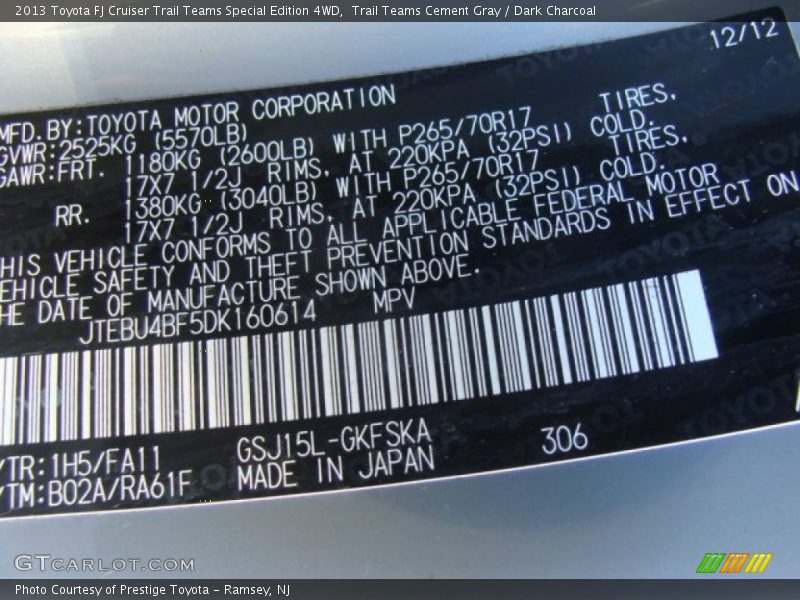 2013 Toyota FJ Cruiser Trail Teams Special Edition 4WD,  Trail Teams Cement Gray / Dark Charcoal
12/12
MFD. BY:TOYOTA MOTOR CORPORATION
GVWR:2525KG (5570LB)
GAWR:FRT. 1180KG (2600LB) WITH P265/70R17 TIRES,
17X7 1/2J RIMS, AT 220KPA (32PSI) COLD.
RR. 1380KG (3040LB) WITH P265/70R17 TIRES,
17X7 1/2J RIMS, AT 220KPA (32PSI) COLD.
HIS VEHICLE CONFORMS TO ALL APPLICABLE FEDERAL MOTOR
EHICLE SAFETY AND THEFT PREVENTION STANDARDS IN EFFECT ON
HE DATE OF MANUFACTURE SHOWN ABOVE.
JTEBU4BF5DK160614 MPV
/TR:1H5/FA11 GSJ15L-GKFSKA 306
/TM:B02A/RA61F MADE IN JAPAN
GTCARLOT.COM
Photo Courtesy of Prestige Toyota - Ramsey, NJ